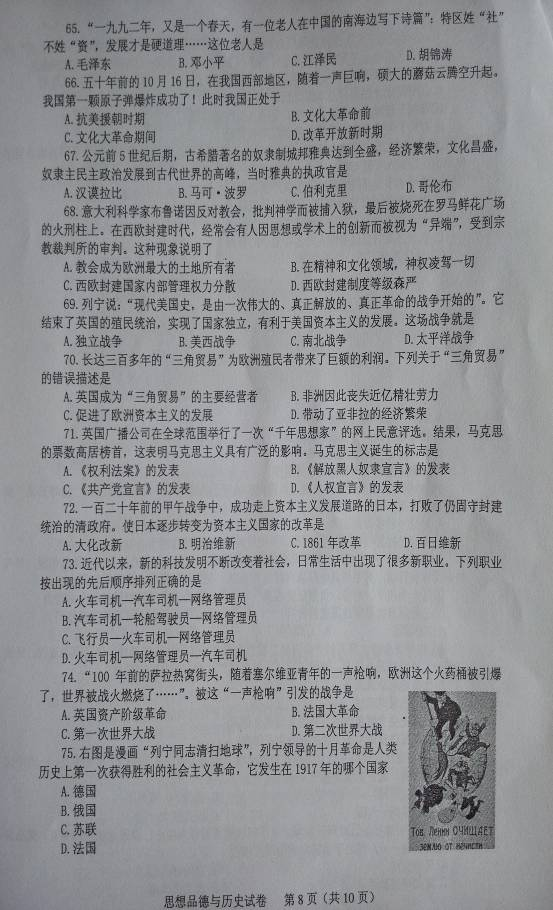 65. “一九九二年，又是一个春天，有一位老人在中国的南海边写下诗篇”：特区姓“社”
不姓“资”，发展才是硬道理……这位老人是
A. 毛泽东 B. 邓小平 C. 江泽民 D. 胡锦涛
66. 五十年前的 10 月 16 日，在我国西部地区，随着一声巨响，硕大的蘑菇云腾空升起。
我国第一颗原子弹爆炸成功了！此时我国正处于
A. 抗美援朝时期 B. 文化大革命前
C. 文化大革命期间 D. 改革开放新时期
67. 公元前 5 世纪后期，古希腊著名的奴隶制城邦雅典达到全盛，经济繁荣，文化昌盛，
奴隶主民主政治发展到古代世界的高峰，当时雅典的执政官是
A. 汉谟拉比 B. 马可·波罗 C. 伯利克里 D. 哥伦布
68. 意大利科学家布鲁诺因反对教会，批判神学而被捕入狱，最后被烧死在罗马鲜花广场
的火刑柱上。在西欧封建时代，经常会有人因思想或学术上的创新而被视为“异端”，受到宗
教裁判所的审判。这种现象说明了
A. 教会成为欧洲最大的土地所有者 B. 在精神和文化领域，神权凌驾一切
C. 西欧封建国家内部管理权力分散 D. 西欧封建制度等级森严
69. 列宁说：“现代美国史，是由一次伟大的、真正解放的、真正革命的战争开始的”。它
结束了英国的殖民统治，实现了国家独立，有利于美国资本主义的发展。这场战争就是
A. 独立战争 B. 美西战争 C. 南北战争 D. 太平洋战争
70. 长达三百多年的“三角贸易”为欧洲殖民者带来了巨额的利润。下列关于“三角贸易”
的错误描述是
A. 英国成为“三角贸易”的主要经营者 B. 非洲因此丧失近亿精壮劳力
C. 促进了欧洲资本主义的发展 D. 带动了亚非拉的经济繁荣
71. 英国广播公司在全球范围举行了一次“千年思想家”的网上民意评选。结果，马克思
的票数高居榜首，这表明马克思主义具有广泛的影响。马克思主义诞生的标志是
A. 《权利法案》的发表 B. 《解放黑人奴隶宣言》的发表
C. 《共产党宣言》的发表 D. 《人权宣言》的发表
72. 一百二十年前的甲午战争中，成功走上资本主义发展道路的日本，打败了仍固守封建
统治的清政府。使日本逐步转变为资本主义国家的改革是
A. 大化改新 B. 明治维新 C. 1861 年改革 D. 百日维新
73. 近代以来，新的科技发明不断改变着社会，日常生活中出现了很多新职业。下列职业
按出现的先后顺序排列正确的是
A. 火车司机—汽车司机—网络管理员
B. 汽车司机—轮船驾驶员—网络管理员
C. 飞行员—火车司机—网络管理员
D. 火车司机—网络管理员—汽车司机
74. “100 年前的萨拉热窝街头，随着塞尔维亚青年的一声枪响，欧洲这个火药桶被引爆
了，世界被战火燃烧了……”。被这“一声枪响”引发的战争是
A. 英国资产阶级革命 B. 法国大革命
C. 第一次世界大战 D. 第二次世界大战
75. 右图是漫画“列宁同志清扫地球”，列宁领导的十月革命是人类
历史上第一次获得胜利的社会主义革命，它发生在 1917 年的哪个国家
A. 德国
B. 俄国
C. 苏联
D. 法国
Тов. Ленин ОЧИЩАЕТ
ЗЕМЛЮ ОТ НЕЧИСТИ
思想品德与历史试卷 第 8 页（共 10 页）